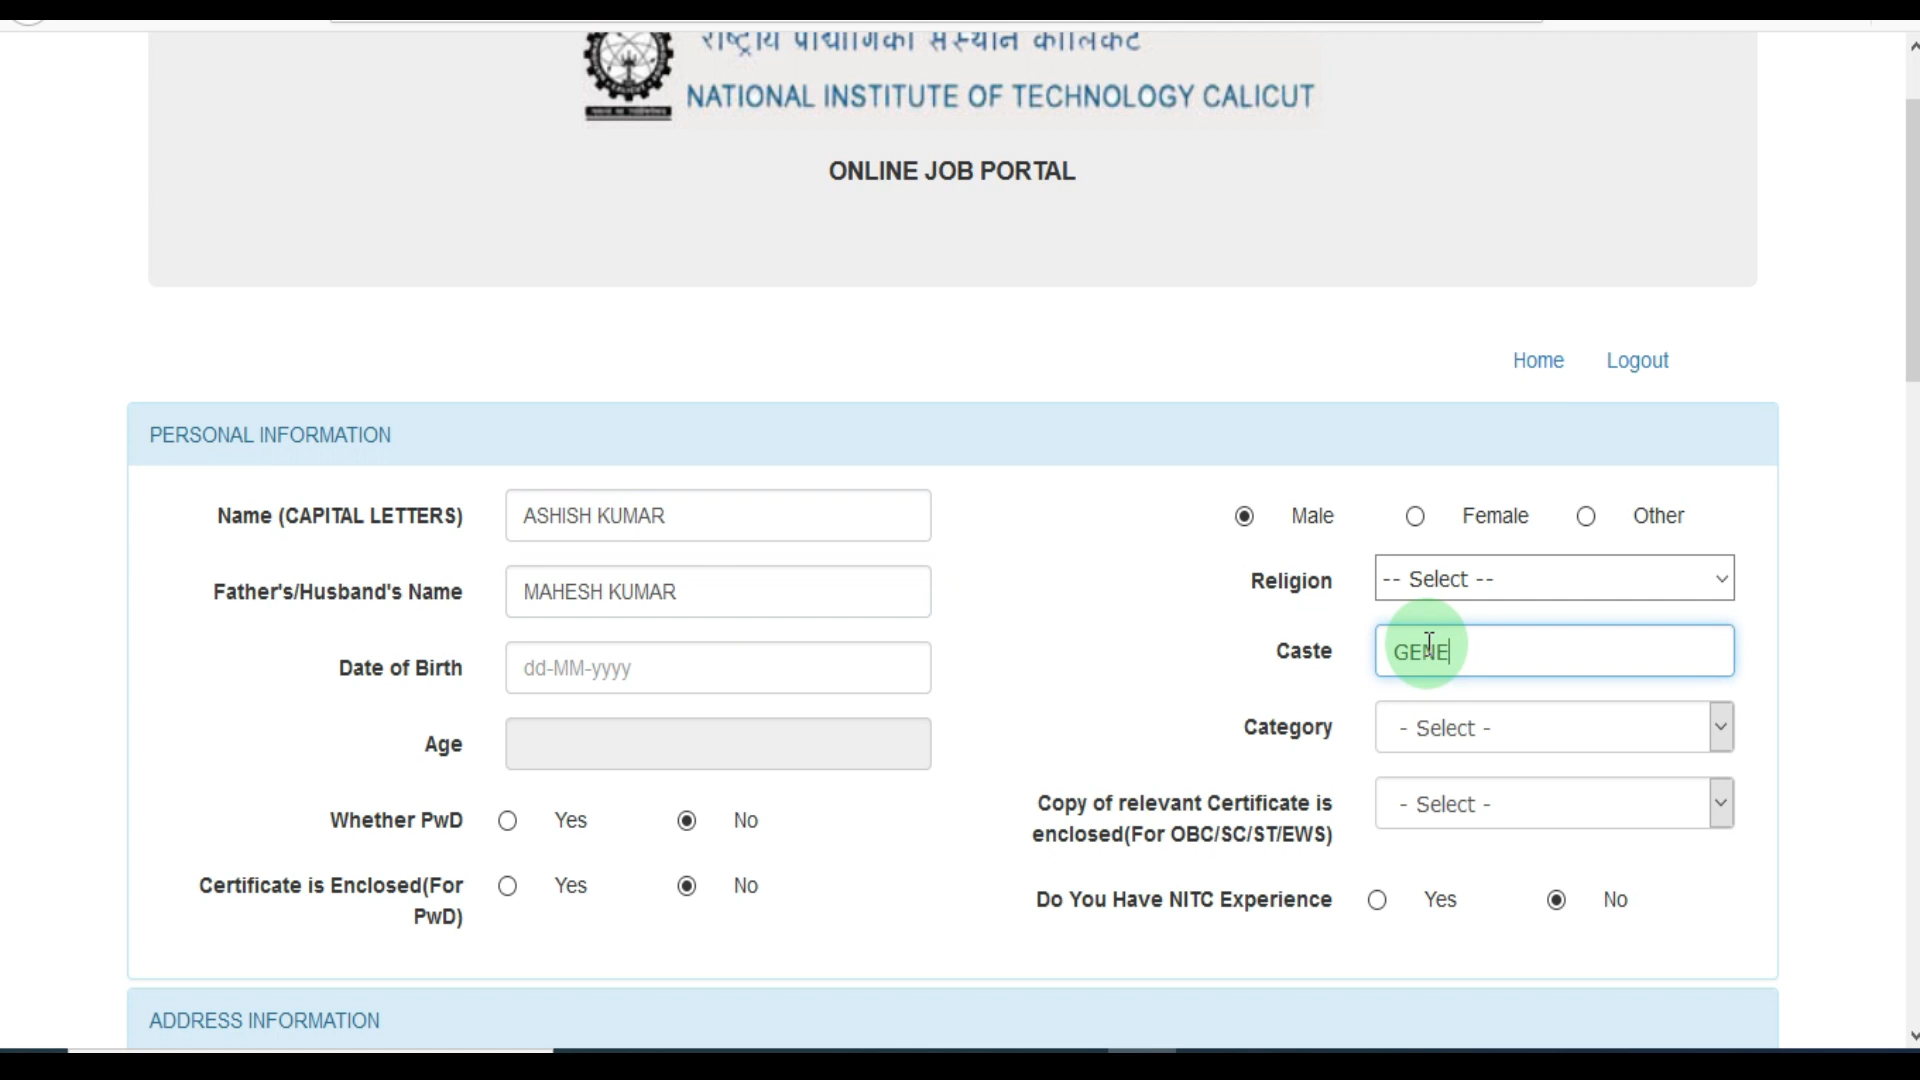 राष्ट्रीय प्रौद्योगिकी संस्थान कालिकट
NATIONAL INSTITUTE OF TECHNOLOGY CALICUT
ONLINE JOB PORTAL
Home Logout
PERSONAL INFORMATION
Name (CAPITAL LETTERS) ASHISH KUMAR
Male Female Other
Father's/Husband's Name MAHESH KUMAR
Religion -- Select --
Date of Birth dd-MM-yyyy
Caste GENE
Age
Category - Select -
Whether PwD Yes No
Copy of relevant Certificate is
enclosed(For OBC/SC/ST/EWS) - Select -
Certificate is Enclosed(For
PwD) Yes No
Do You Have NITC Experience Yes No
ADDRESS INFORMATION